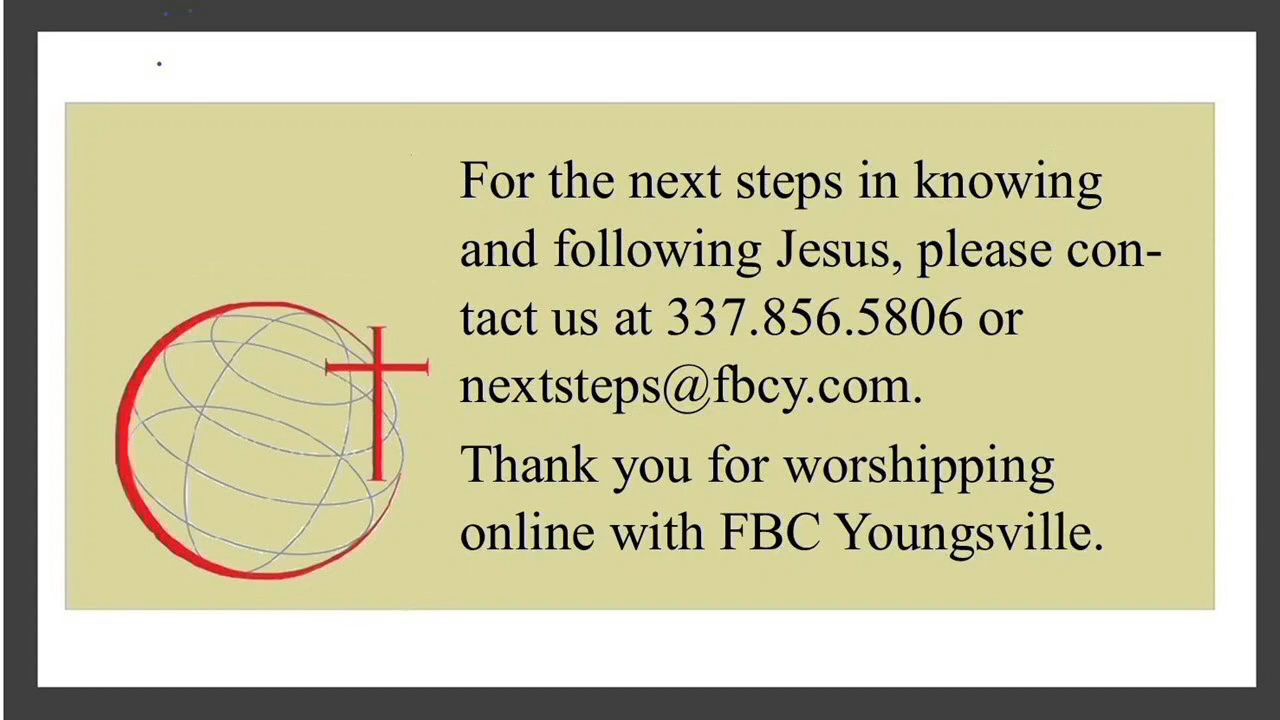 For the next steps in knowing
and following Jesus, please con-
tact us at 337.856.5806 or
nextsteps@fbcy.com.
Thank you for worshipping
online with FBC Youngsville.